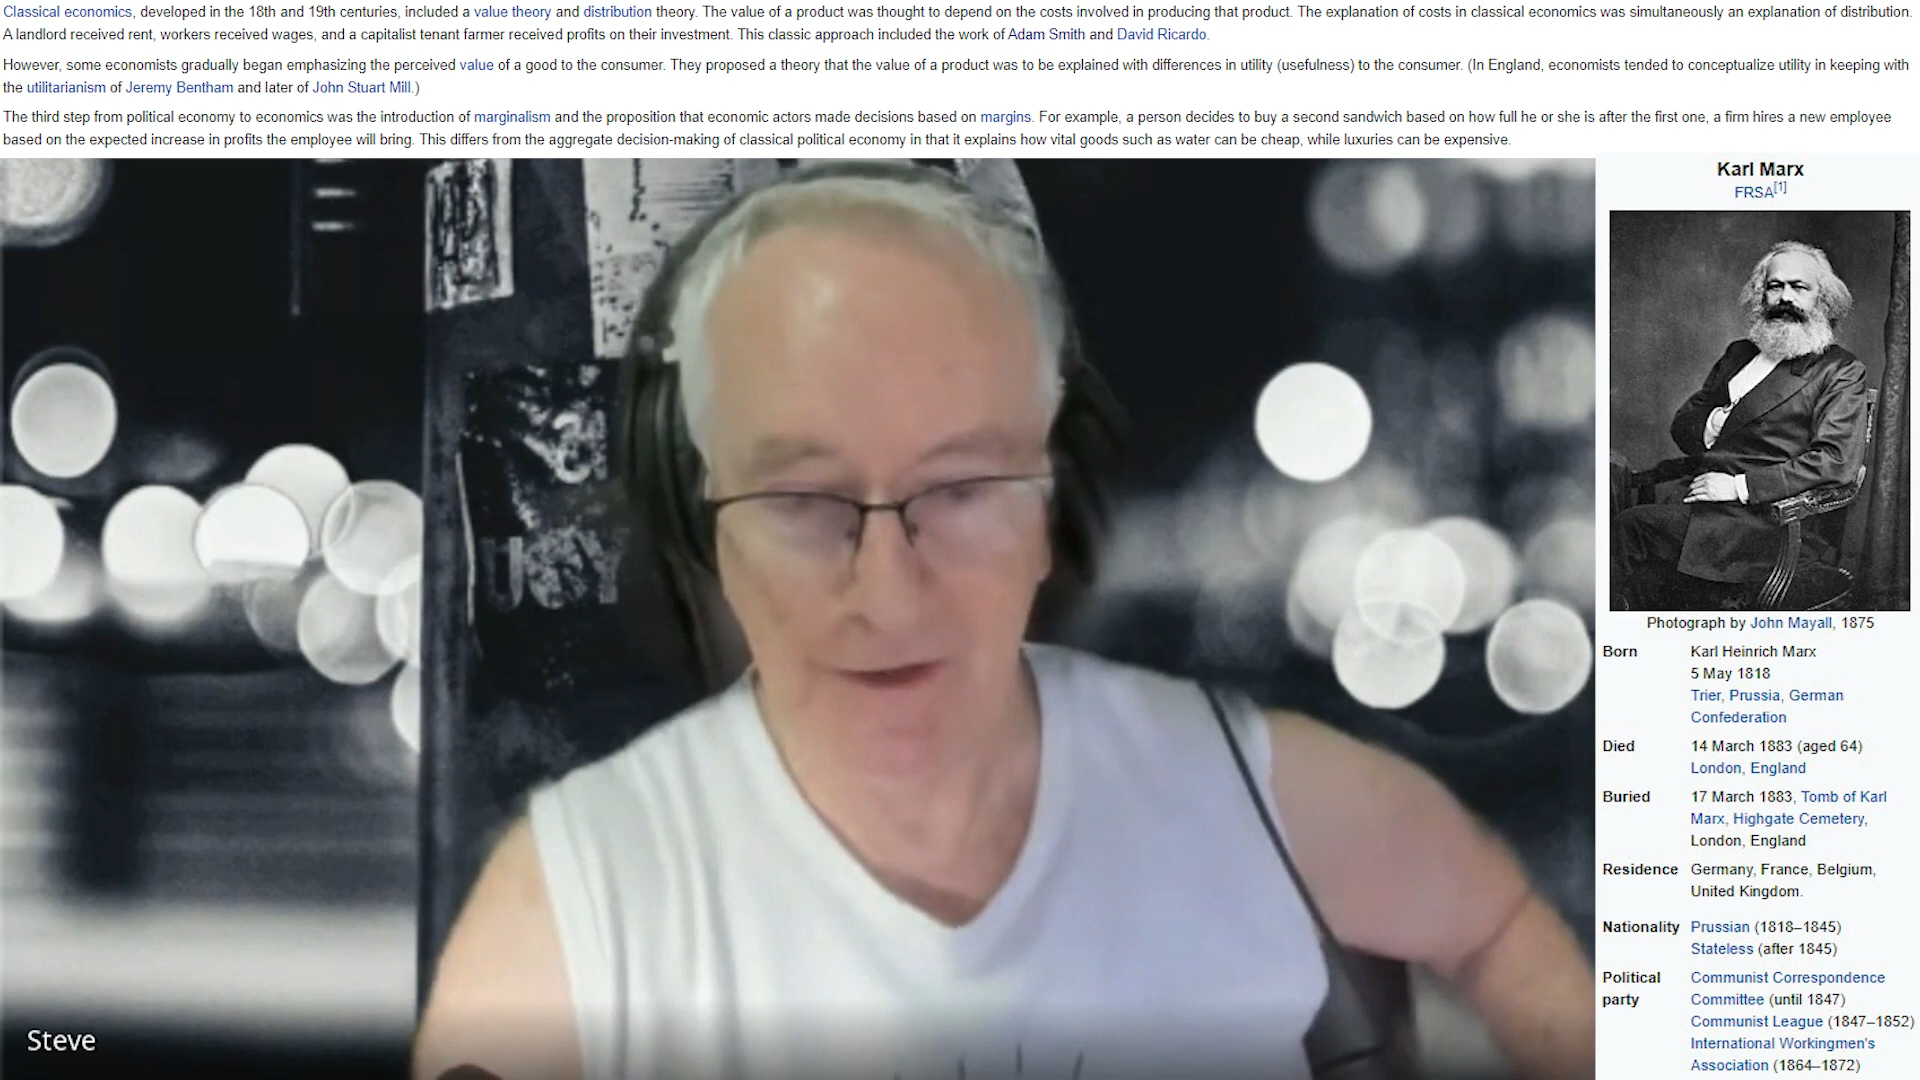 Classical economics, developed in the 18th and 19th centuries, included a value theory and distribution theory. The value of a product was thought to depend on the costs involved in producing that product. The explanation of costs in classical economics was simultaneously an explanation of distribution.
A landlord received rent, workers received wages, and a capitalist tenant farmer received profits on their investment. This classic approach included the work of Adam Smith and David Ricardo.
However, some economists gradually began emphasizing the perceived value of a good to the consumer. They proposed a theory that the value of a product was to be explained with differences in utility (usefulness) to the consumer. (In England, economists tended to conceptualize utility in keeping with
the utilitarianism of Jeremy Bentham and later of John Stuart Mill.)
The third step from political economy to economics was the introduction of marginalism and the proposition that economic actors made decisions based on margins. For example, a person decides to buy a second sandwich based on how full he or she is after the first one, a firm hires a new employee
based on the expected increase in profits the employee will bring. This differs from the aggregate decision-making of classical political economy in that it explains how vital goods such as water can be cheap, while luxuries can be expensive.
Karl Marx
FRSA[1]
Photograph by John Mayall, 1875
Born Karl Heinrich Marx
5 May 1818
Trier, Prussia, German
Confederation
Died 14 March 1883 (aged 64)
London, England
Buried 17 March 1883, Tomb of Karl
Marx, Highgate Cemetery,
London, England
Residence Germany, France, Belgium,
United Kingdom.
Nationality Prussian (1818–1845)
Stateless (after 1845)
Political Communist Correspondence
party Committee (until 1847)
Communist League (1847–1852)
International Workingmen's
Association (1864–1872)
Steve